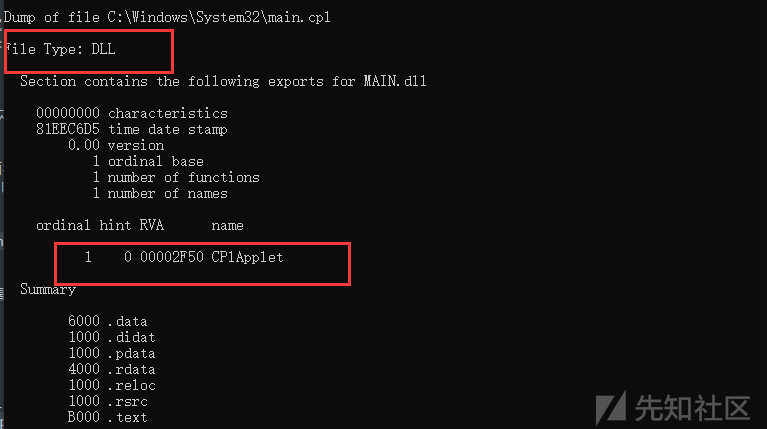 Dump of file C:\Windows\System32\main.cpl
File Type: DLL
Section contains the following exports for MAIN.dll
00000000 characteristics
81EEC6D5 time date stamp
0.00 version
1 ordinal base
1 number of functions
1 number of names
ordinal hint RVA name
1 0 00002F50 CPlApplet
Summary
6000 .data
1000 .didat
1000 .pdata
4000 .rdata
1000 .reloc
1000 .rsrc
B000 .text
先知社区